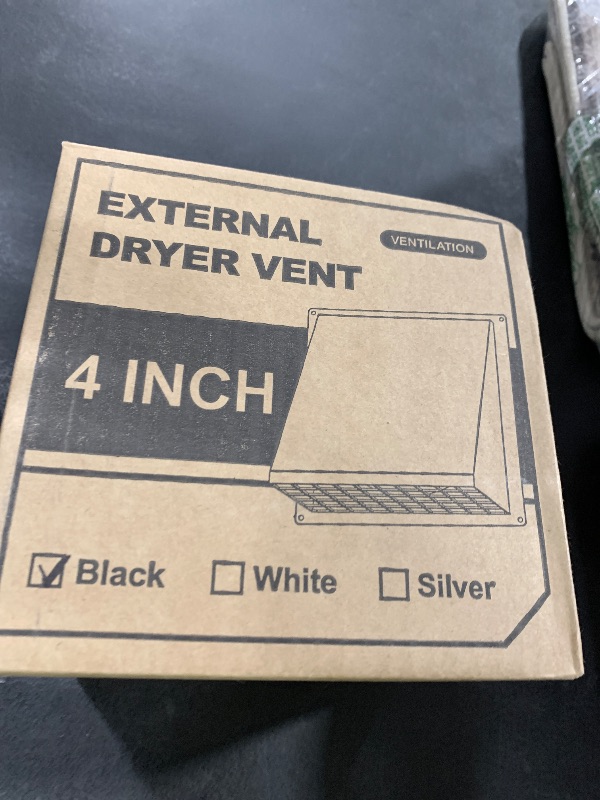 EXTERNAL
DRYER VENT
VENTILATION
4 INCH
Black White Silver